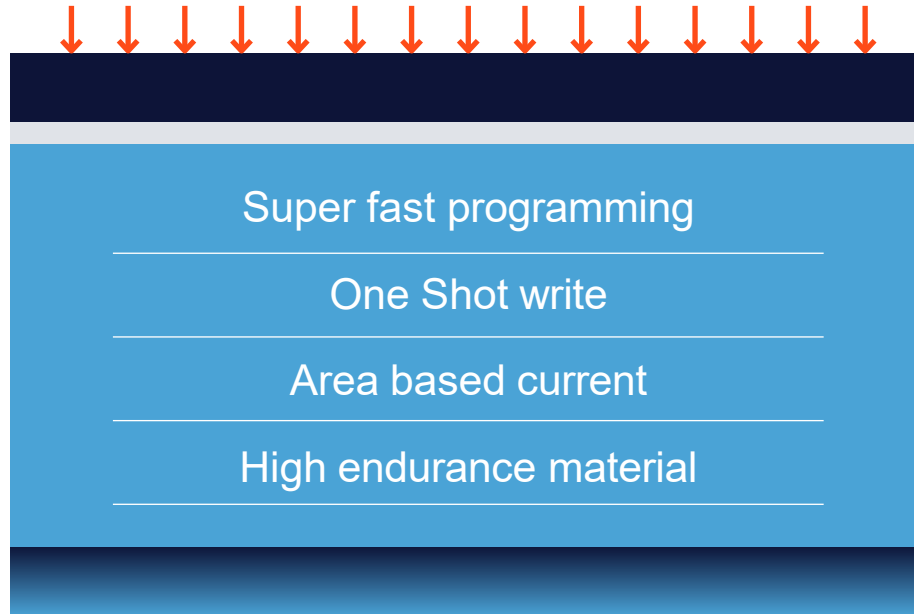 Super fast programming
One Shot write
Area based current
High endurance material